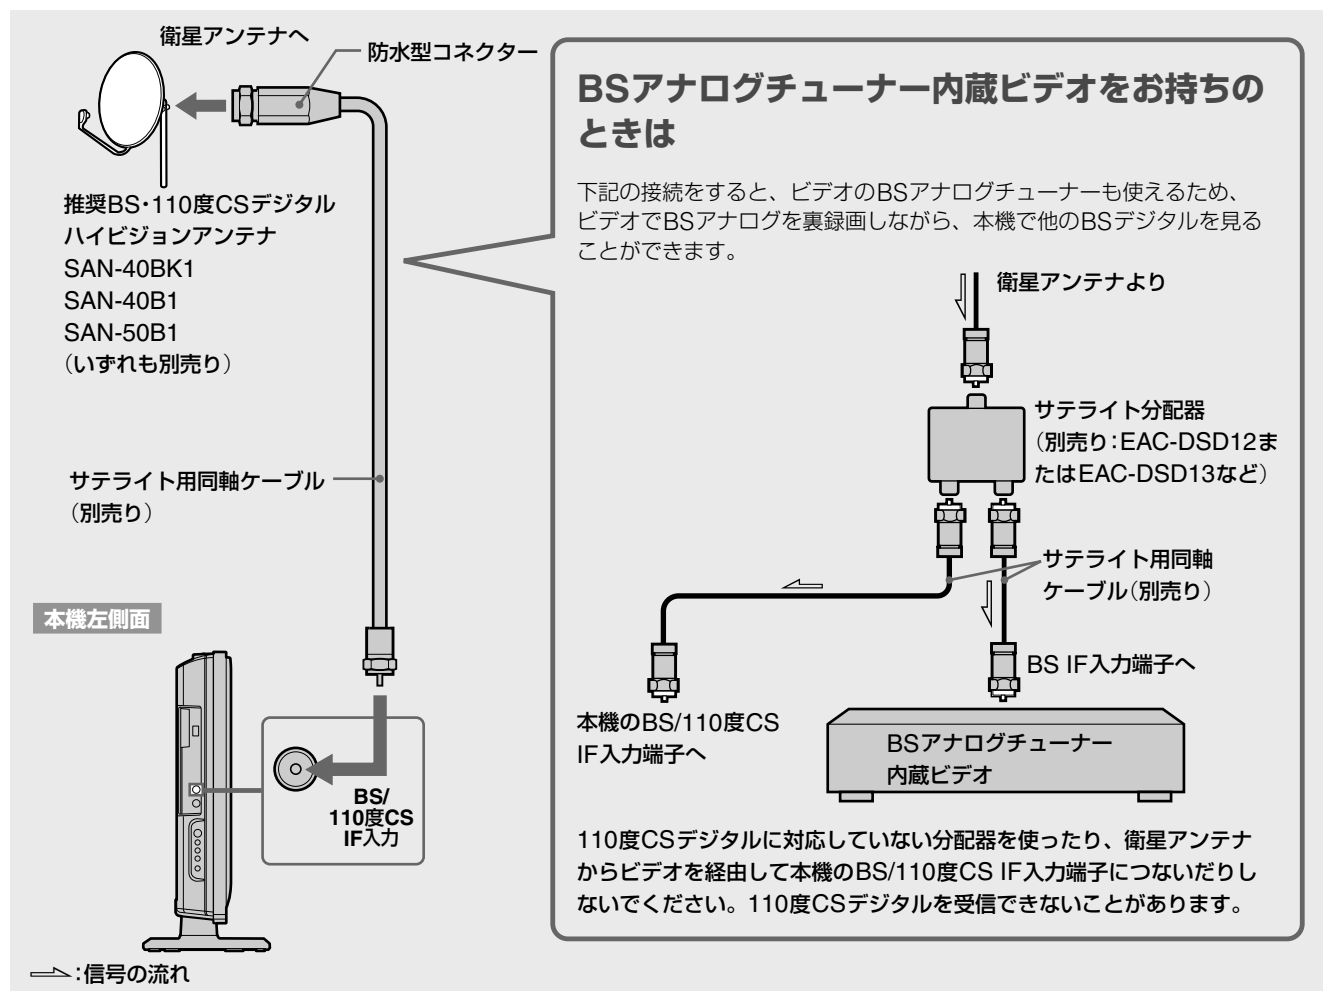 衛星アンテナへ
防水型コネクター
推奨BS・110度CSデジタル
ハイビジョンアンテナ
SAN-40BK1
SAN-40B1
SAN-50B1
（いずれも別売り）
サテライト用同軸ケーブル
（別売り）
本機左側面
BS/
110度CS
IF入力
:信号の流れ
BSアナログチューナー内蔵ビデオをお持ちの
ときは
下記の接続をすると、ビデオのBSアナログチューナーも使えるため、
ビデオでBSアナログを裏録画しながら、本機で他のBSデジタルを見る
ことができます。
衛星アンテナより
サテライト分配器
（別売り：EAC-DSD12ま
たはEAC-DSD13など）
サテライト用同軸
ケーブル（別売り）
BS IF入力端子へ
本機のBS/110度CS
IF入力端子へ
BSアナログチューナー
内蔵ビデオ
110度CSデジタルに対応していない分配器を使ったり、衛星アンテナ
からビデオを経由して本機のBS/110度CS IF入力端子につないだりし
ないでください。110度CSデジタルを受信できないことがあります。